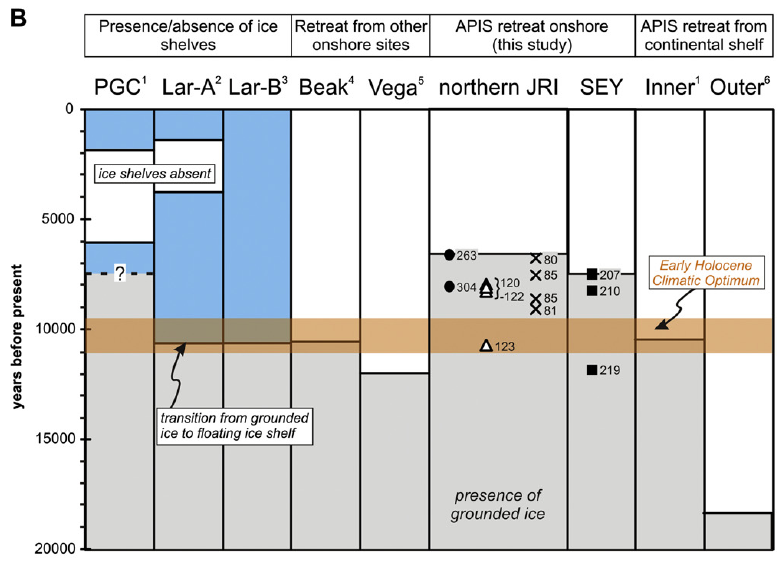 B
Presence/absence of ice
shelves
Retreat from other
onshore sites
APIS retreat onshore
(this study)
APIS retreat from
continental shelf
PGC¹ Lar-A² Lar-B³ Beak⁴ Vega⁵ northern JRI SEY Inner¹ Outer⁶
years before present
0
5000
10000
15000
20000
ice shelves absent
?
263
80
85
207
304
120
-122
210
85
81
123
219
Early Holocene
Climatic Optimum
transition from grounded
ice to floating ice shelf
presence of
grounded ice